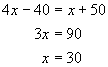 4x − 40 = x + 50
3x = 90
x = 30